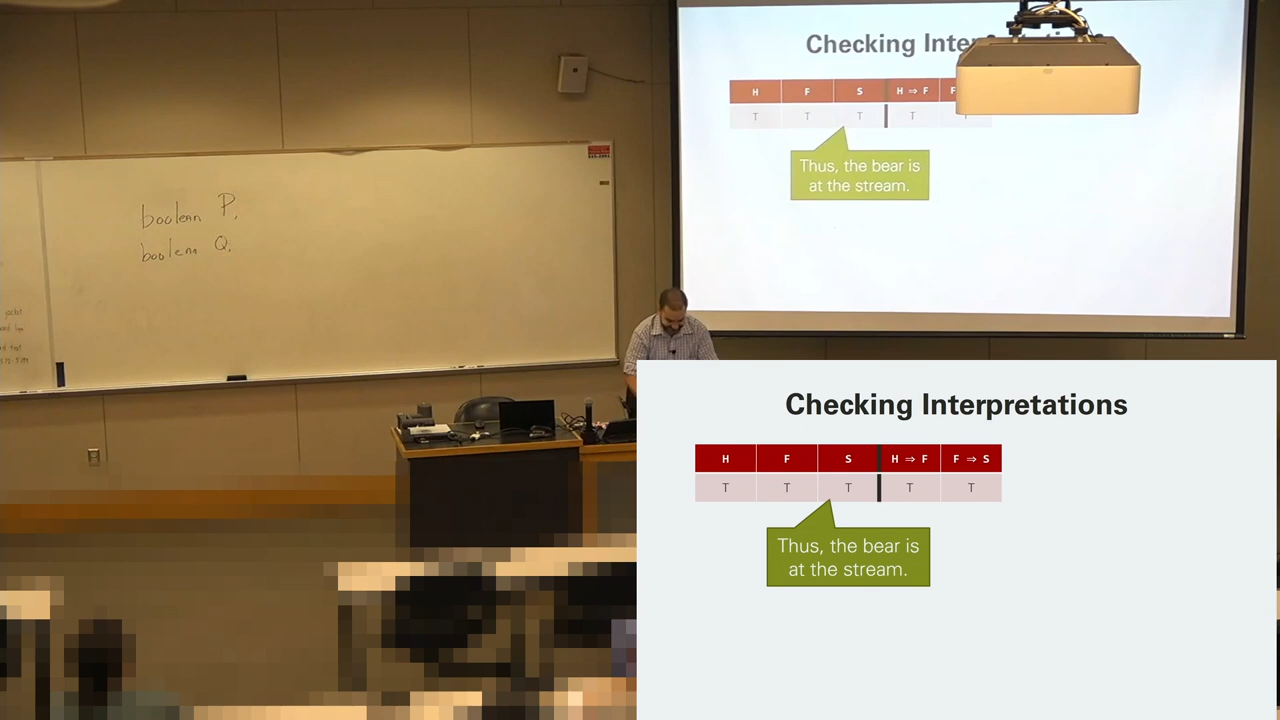 boolean P,
boolean Q,
jacket
Checking Inter
H F S H ⇒ F F
T T T T T
Thus, the bear is
at the stream.
Checking Interpretations
H F S H ⇒ F F ⇒ S
T T T T T
Thus, the bear is
at the stream.